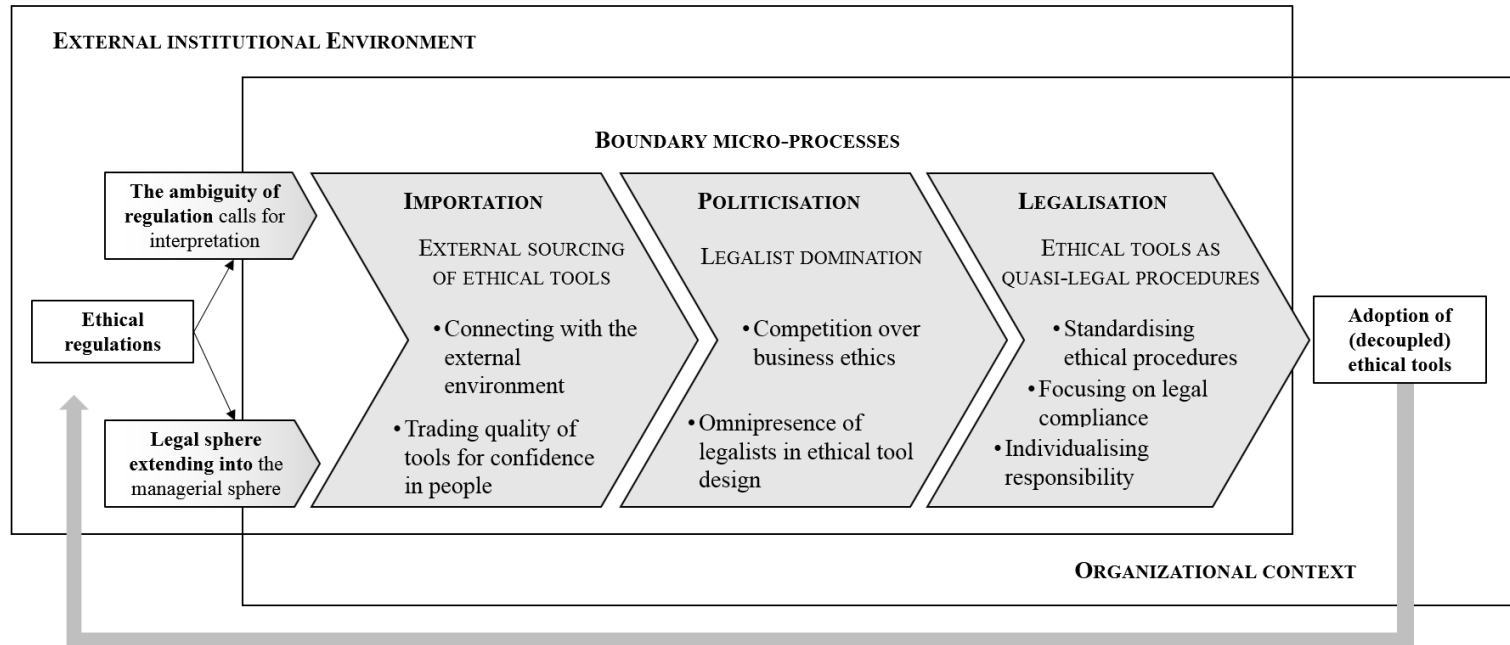 EXTERNAL INSTITUTIONAL ENVIRONMENT
BOUNDARY MICRO-PROCESSES
The ambiguity of
regulation calls for
interpretation
Ethical
regulations
Legal sphere
extending into the
managerial sphere
IMPORTATION
EXTERNAL SOURCING
OF ETHICAL TOOLS
•Connecting with the
external
environment
•Trading quality of
tools for confidence
in people
POLITICISATION
LEGALIST DOMINATION
•Competition over
business ethics
•Omnipresence of
legalists in ethical tool
design
LEGALISATION
ETHICAL TOOLS AS
QUASI-LEGAL PROCEDURES
•Standardising
ethical procedures
•Focusing on legal
compliance
•Individualising
responsibility
Adoption of
(decoupled)
ethical tools
ORGANIZATIONAL CONTEXT